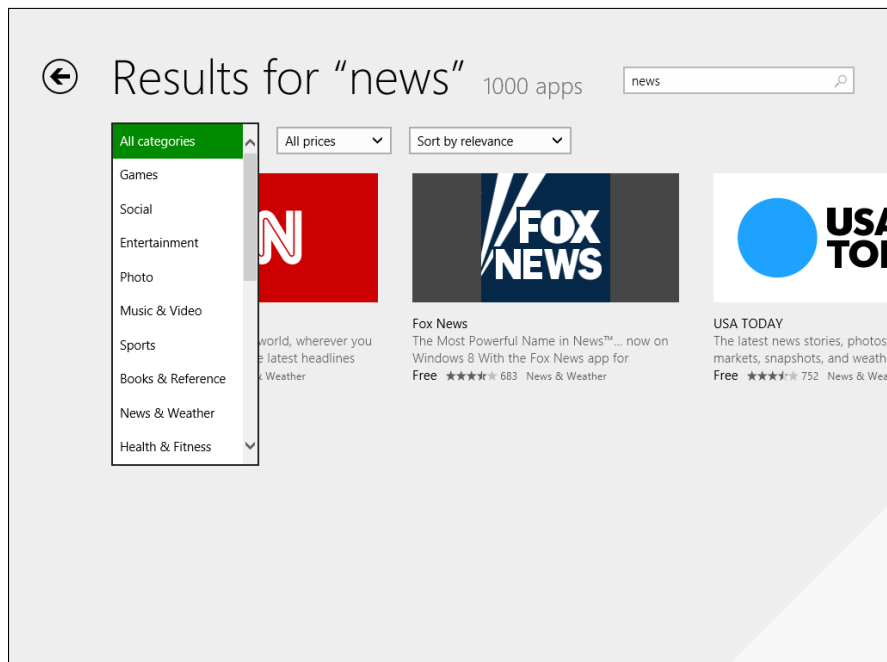 Results for “news” 1000 apps
news
All categories
All prices
Sort by relevance
Games
Social
Entertainment
Photo
Music & Video
Sports
Books & Reference
News & Weather
Health & Fitness
N
FOX
NEWS
USA
world, wherever you
latest headlines
& Weather
Fox News
The Most Powerful Name in News™... now on
Windows 8 With the Fox News app for
Free 683 News & Weather
USA TODAY
The latest news stories, photos
markets, snapshots, and weath
Free 752 News & Wea